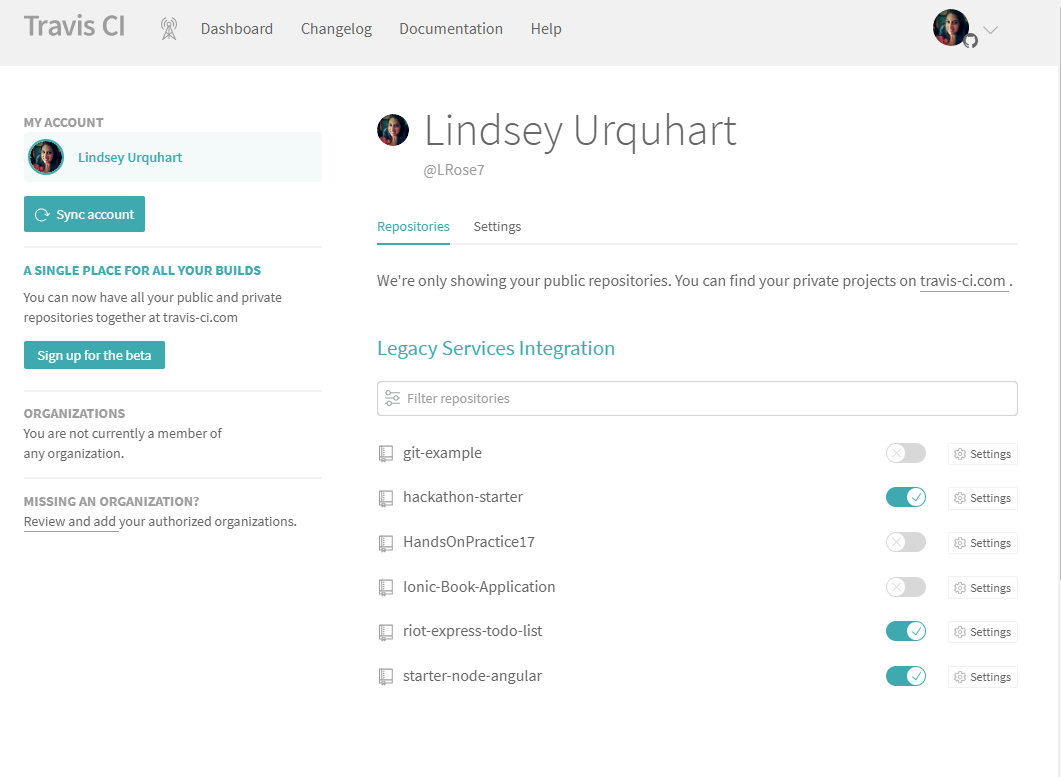 Travis CI
Dashboard Changelog Documentation Help
MY ACCOUNT
Lindsey Urquhart
Sync account
A SINGLE PLACE FOR ALL YOUR BUILDS
You can now have all your public and private
repositories together at travis-ci.com
Sign up for the beta
ORGANIZATIONS
You are not currently a member of
any organization.
MISSING AN ORGANIZATION?
Review and add your authorized organizations.
Lindsey Urquhart
@LRose7
Repositories Settings
We're only showing your public repositories. You can find your private projects on travis-ci.com .
Legacy Services Integration
Filter repositories
git-example Settings
hackathon-starter Settings
HandsOnPractice17 Settings
Ionic-Book-Application Settings
riot-express-todo-list Settings
starter-node-angular Settings